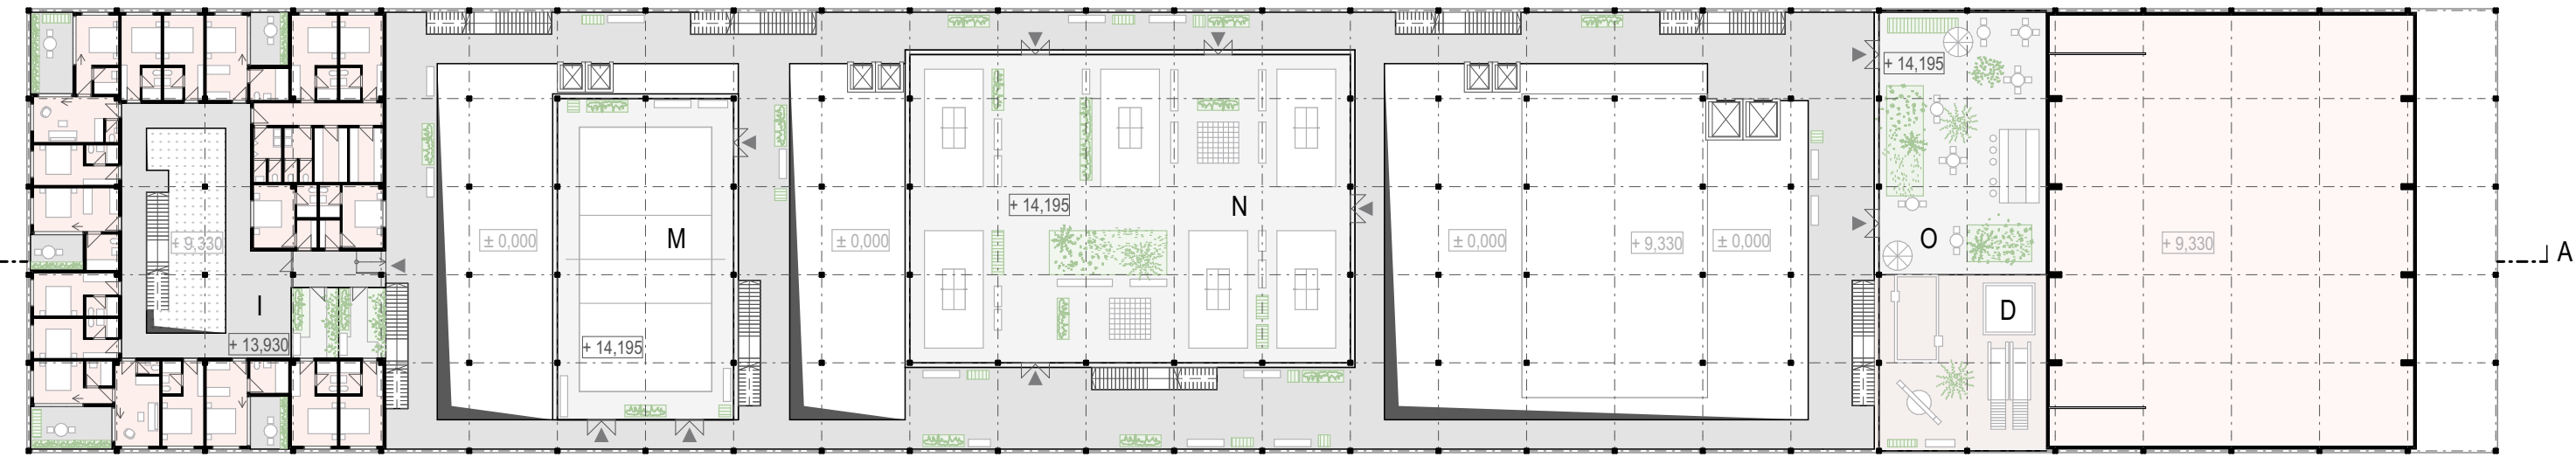 + 14,195
+ 9,330
± 0,000
M
± 0,000
+ 14,195
N
± 0,000
+ 9,330
± 0,000
O
+ 9,330
A
I
D
+ 13,930
+ 14,195